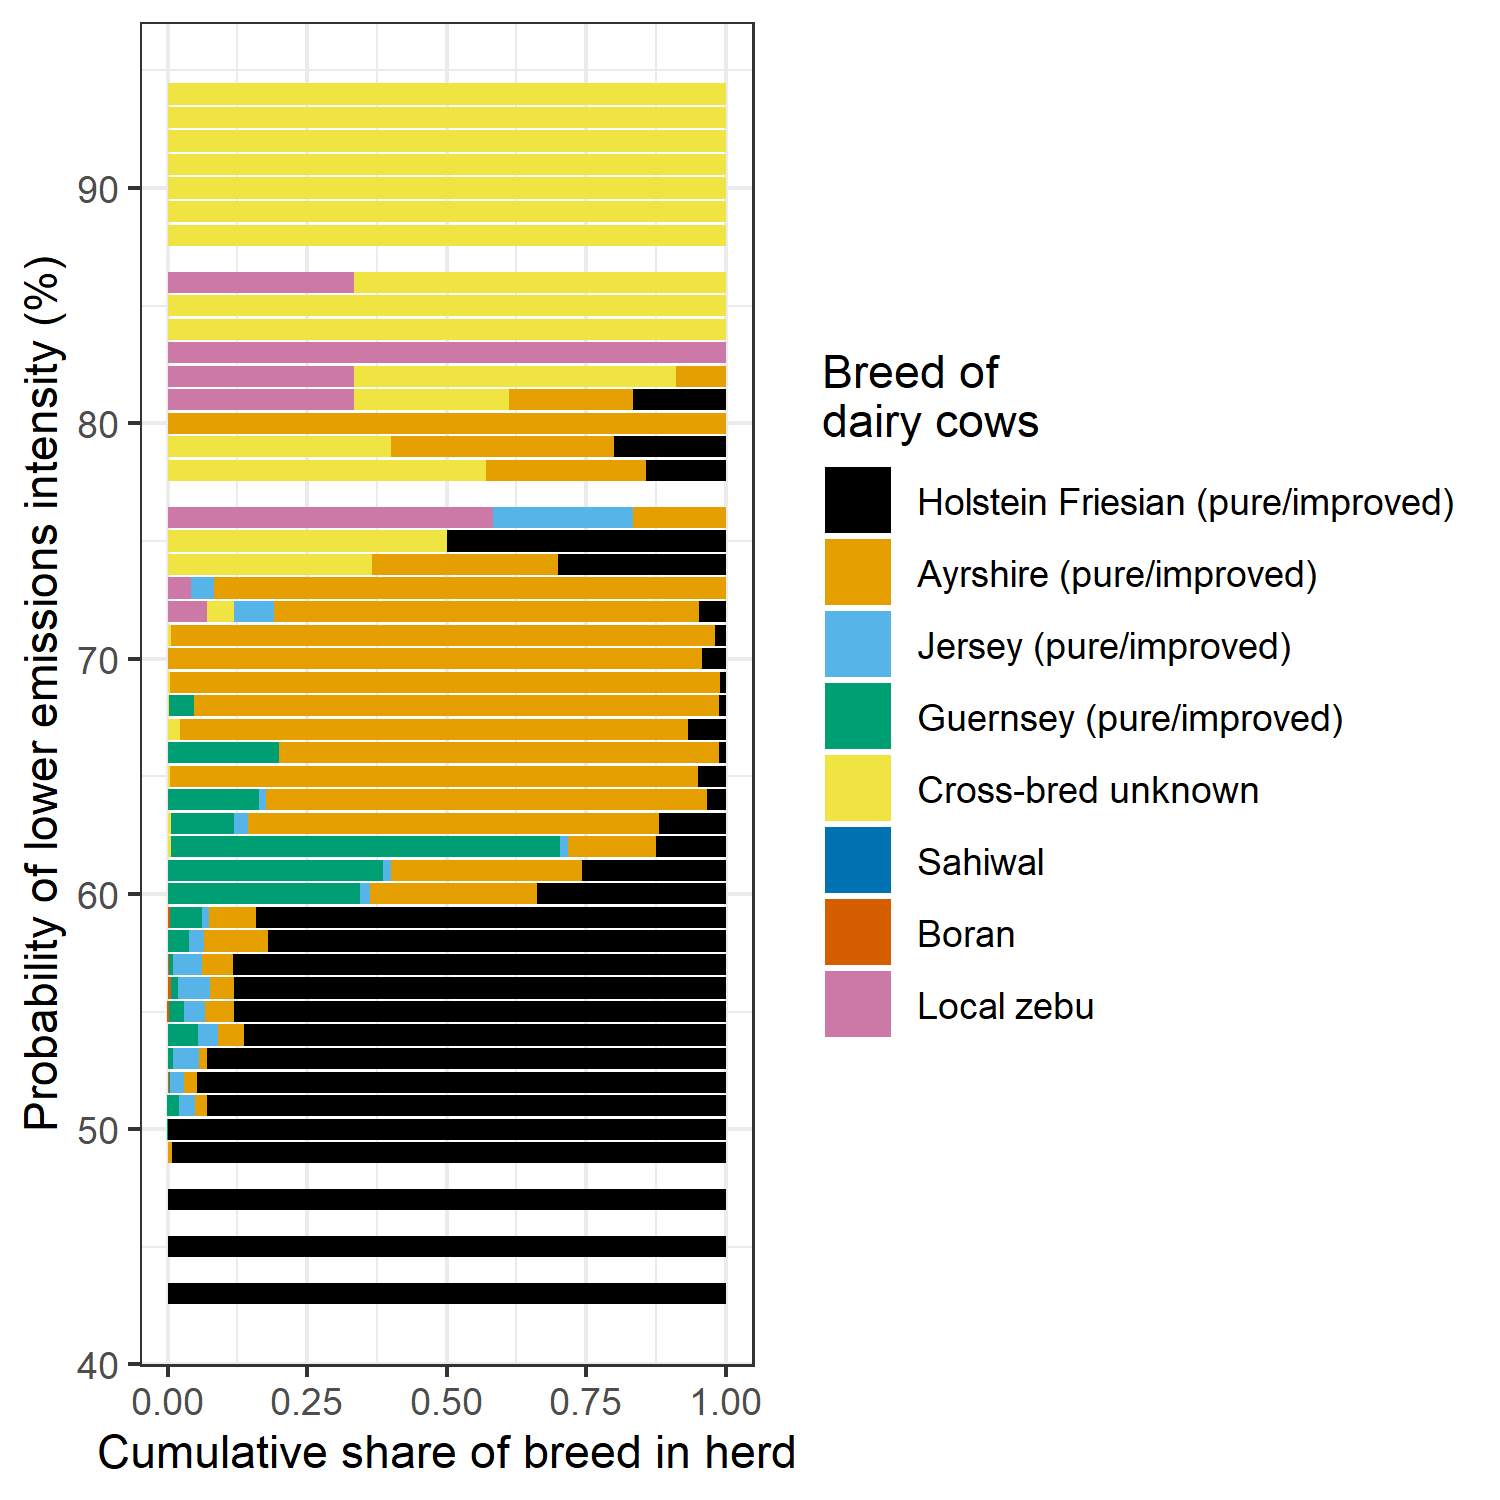 Probability of lower emissions intensity (%)
90
80
70
60
50
40
0.00 0.25 0.50 0.75 1.00
Cumulative share of breed in herd
Breed of
dairy cows
Holstein Friesian (pure/improved)
Ayrshire (pure/improved)
Jersey (pure/improved)
Guernsey (pure/improved)
Cross-bred unknown
Sahiwal
Boran
Local zebu